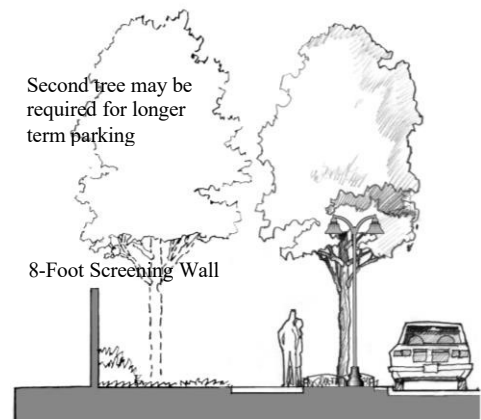 Second tree may be
required for longer
term parking
8-Foot Screening Wall